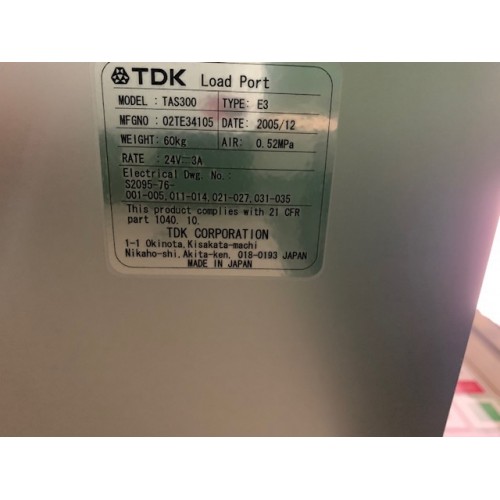 TDK Load Port
MODEL : TAS300 TYPE: E3
MFGNO : 02TE34105 DATE: 2005/12
WEIGHT: 60kg AIR: 0.52MPa
RATE : 24V⎓3A
Electrical Dwg. No.:
S2095-76-
001-005,011-014,021-027,031-035
This product complies with 21 CFR
part 1040. 10.
TDK CORPORATION
1-1 Okinota,Kisakata-machi
Nikaho-shi,Akita-ken, 018-0193 JAPAN
MADE IN JAPAN